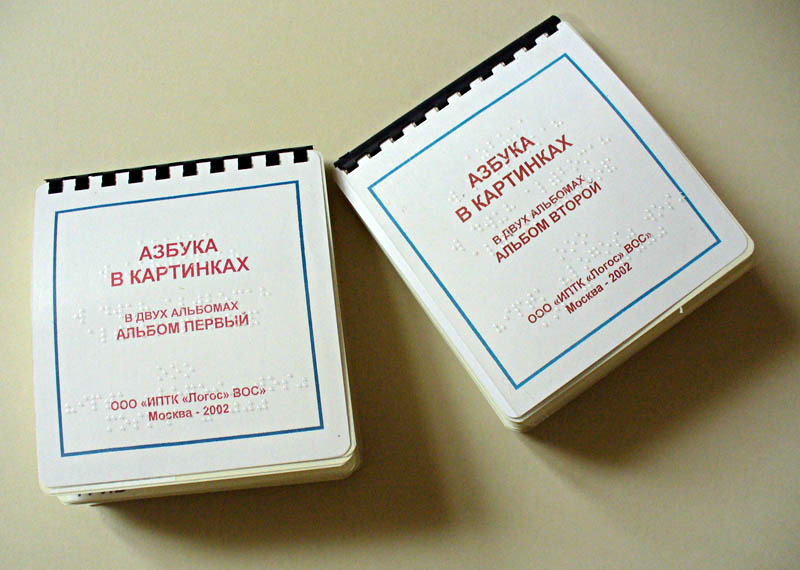 АЗБУКА
В КАРТИНКАХ
В ДВУХ АЛЬБОМАХ
АЛЬБОМ ПЕРВЫЙ
ООО «ИПТК «Логос» ВОС»
Москва - 2002
АЗБУКА
В КАРТИНКАХ
В ДВУХ АЛЬБОМАХ
АЛЬБОМ ВТОРОЙ
ООО «ИПТК «Логос» ВОС»
Москва - 2002